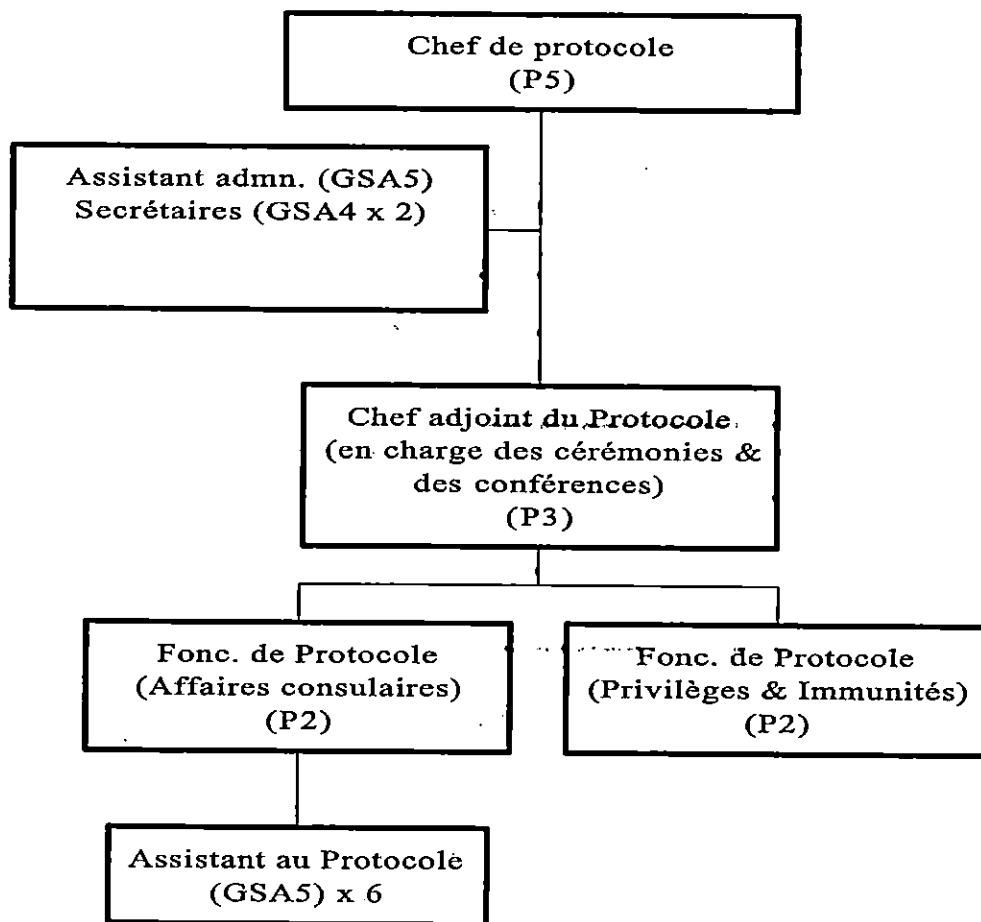 Chef de protocole
(P5)
Assistant admn. (GSA5)
Secrétaires (GSA4 x 2)
Chef adjoint du Protocole
(en charge des cérémonies &
des conférences)
(P3)
Fonc. de Protocole
(Affaires consulaires)
(P2)
Fonc. de Protocole
(Privilèges & Immunités)
(P2)
Assistant au Protocole
(GSA5) x 6